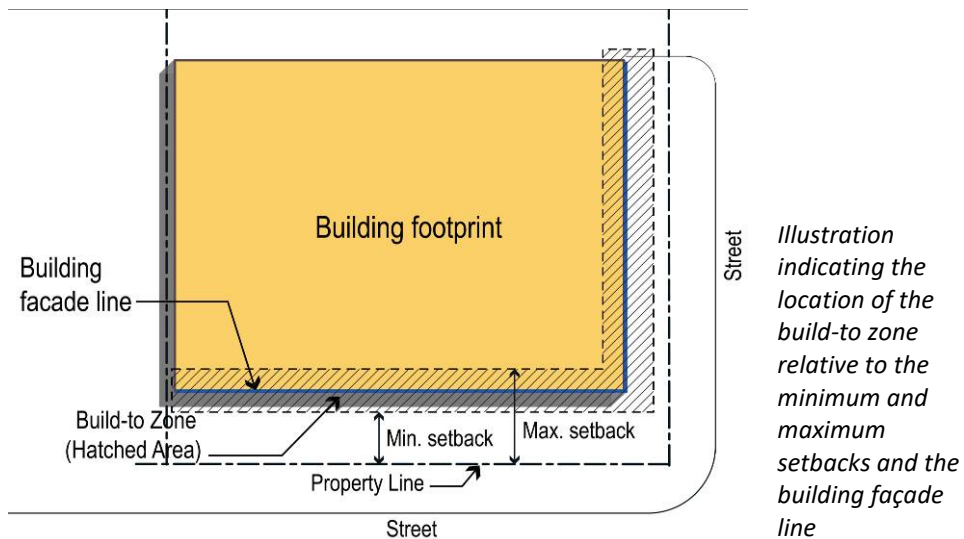 Building footprint
Building
facade line
Build-to Zone
(Hatched Area)
Min. setback
Max. setback
Property Line
Street
Street
Illustration
indicating the
location of the
build-to zone
relative to the
minimum and
maximum
setbacks and the
building façade
line